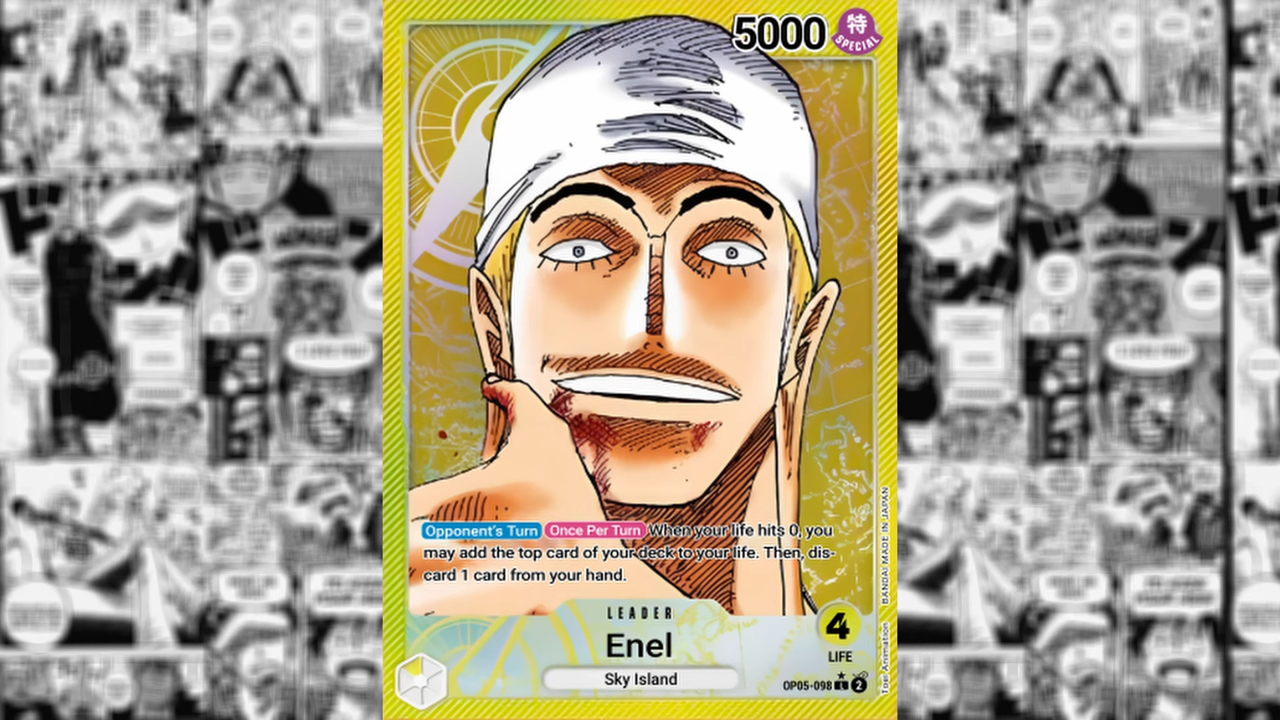 5000
特
SPECIAL
Opponent's Turn Once Per Turn When your life hits 0, you
may add the top card of your deck to your life. Then, dis-
card 1 card from your hand.
LEADER
Enel
Sky Island
4
LIFE
OP05-098 L 2
BANDAI MADE IN JAPAN
Toei Animation